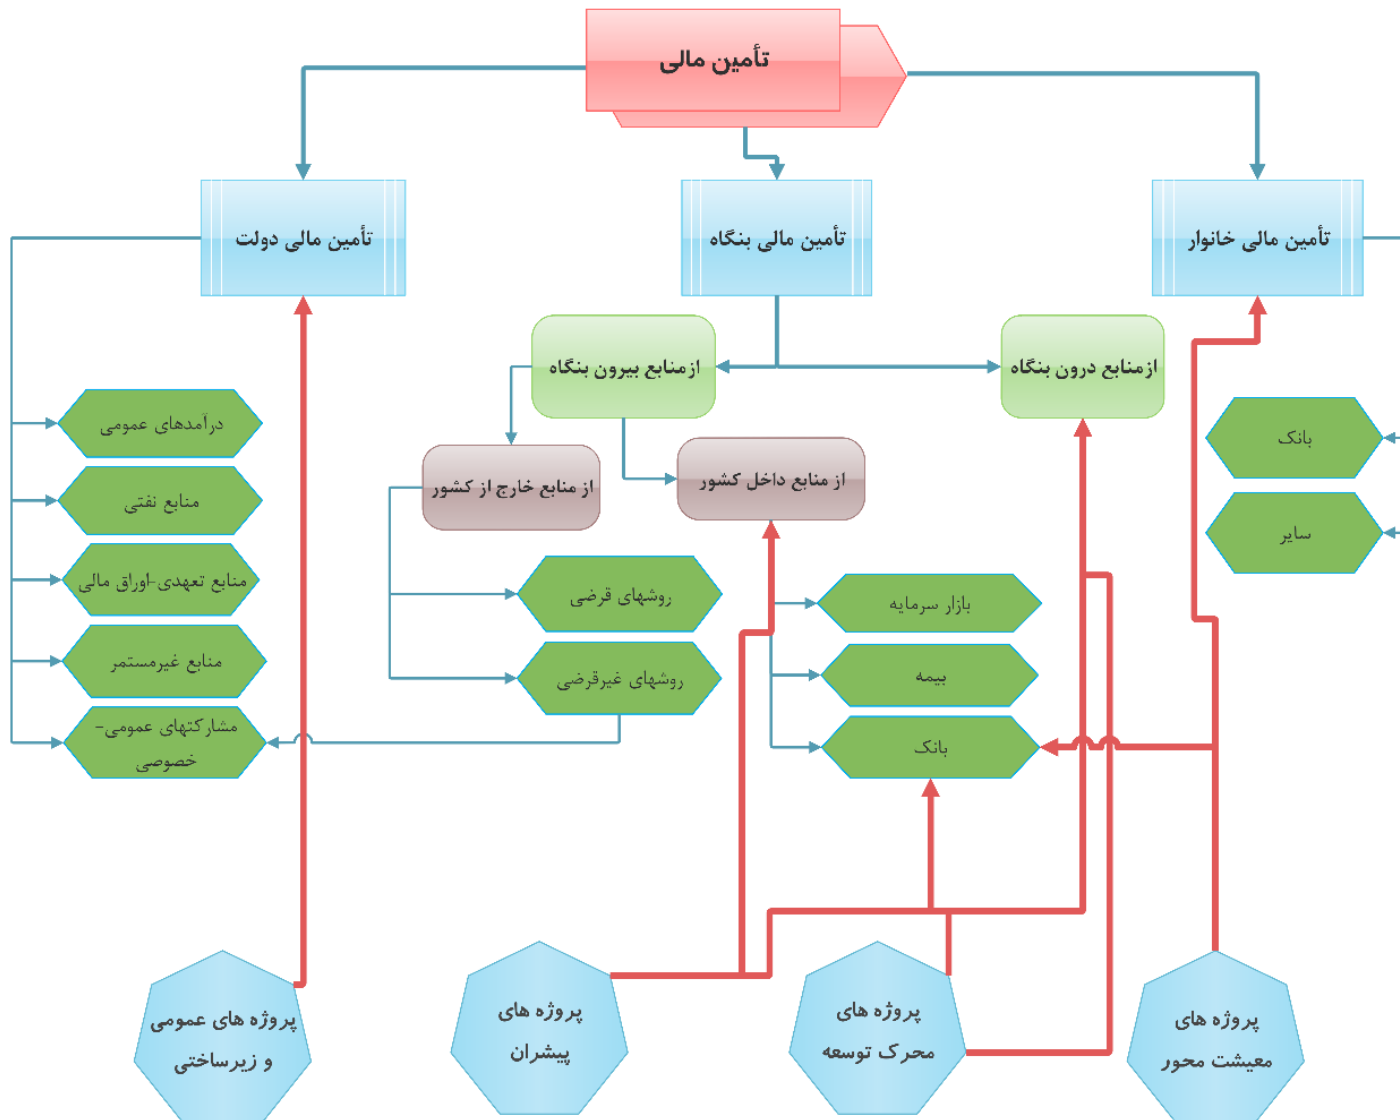 تأمین مالی
تأمین مالی خانوار
تأمین مالی بنگاه
تأمین مالی دولت
ازمنابع درون بنگاه
ازمنابع بیرون بنگاه
درآمدهای عمومی
بانک
از منابع داخل کشور
از منابع خارج از کشور
منابع نفتی
سایر
منابع تعهدی-اوراق مالی
روشهای قرضی
بازار سرمایه
منابع غیرمستمر
روشهای غیرقرضی
بیمه
مشارکتهای عمومی-
خصوصی
بانک
پروژه های
معیشت محور
پروژه های
محرک توسعه
پروژه های
پیشران
پروژه های عمومی
و زیرساختی